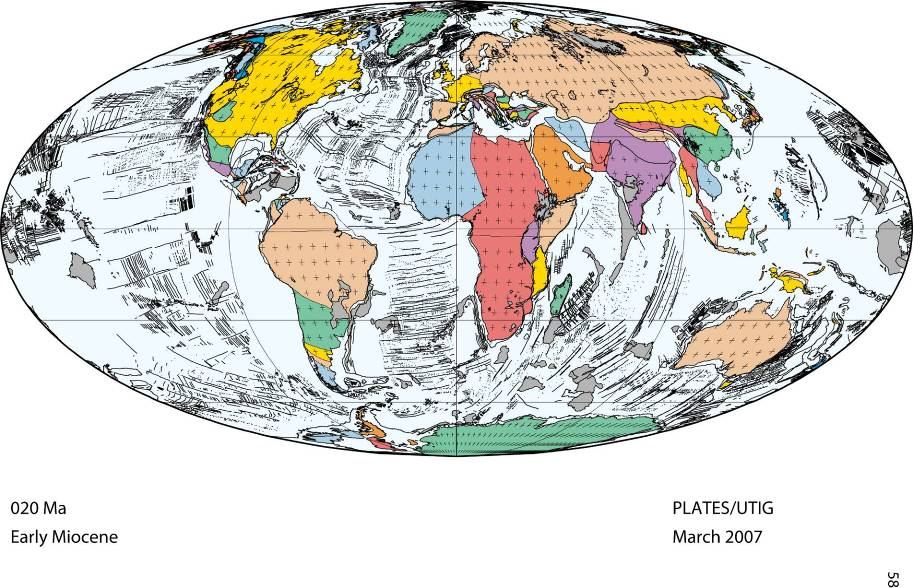 020 Ma
Early Miocene
PLATES/UTIG
March 2007
58